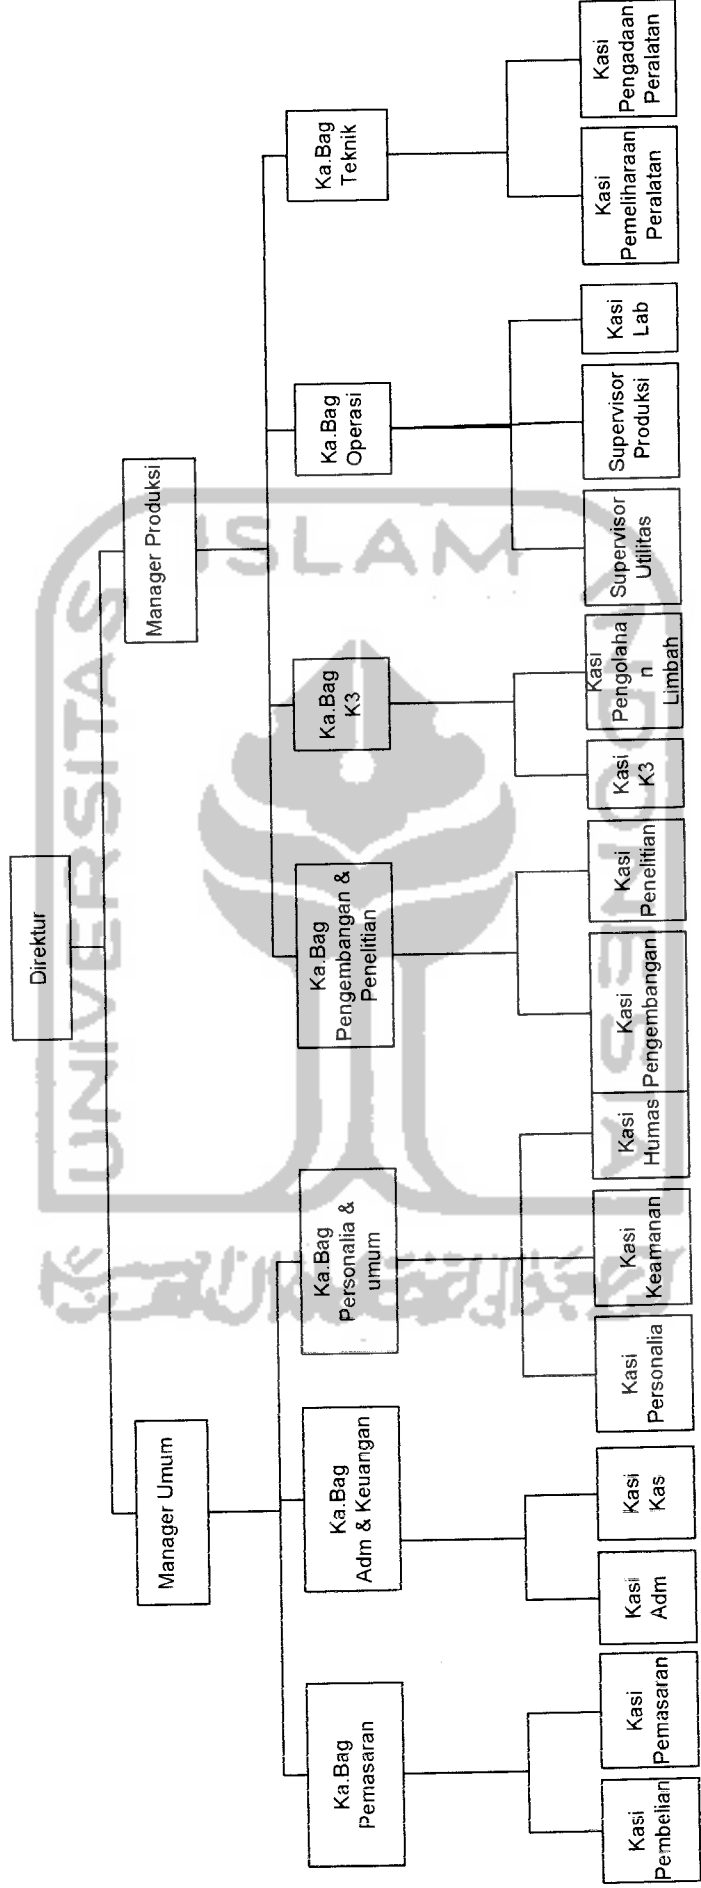 Direktur
Manager Umum
Manager Produksi
Ka.Bag
Pemasaran
Ka.Bag
Adm & Keuangan
Ka.Bag
Personalia &
umum
Ka.Bag
Pengembangan &
Penelitian
Ka.Bag
K3
Ka.Bag
Operasi
Ka.Bag
Teknik
Kasi
Pembelian
Kasi
Pemasaran
Kasi
Adm
Kasi
Kas
Kasi
Personalia
Kasi
Keamanan
Kasi
Humas
Kasi
Pengembangan
Kasi
Penelitian
Kasi
K3
Kasi
Pengolaha
n
Limbah
Supervisor
Utilitas
Supervisor
Produksi
Kasi
Lab
Kasi
Pemeliharaan
Peralatan
Kasi
Pengadaan
Peralatan
UNIVERSITAS
ISLAM
INDONESIA